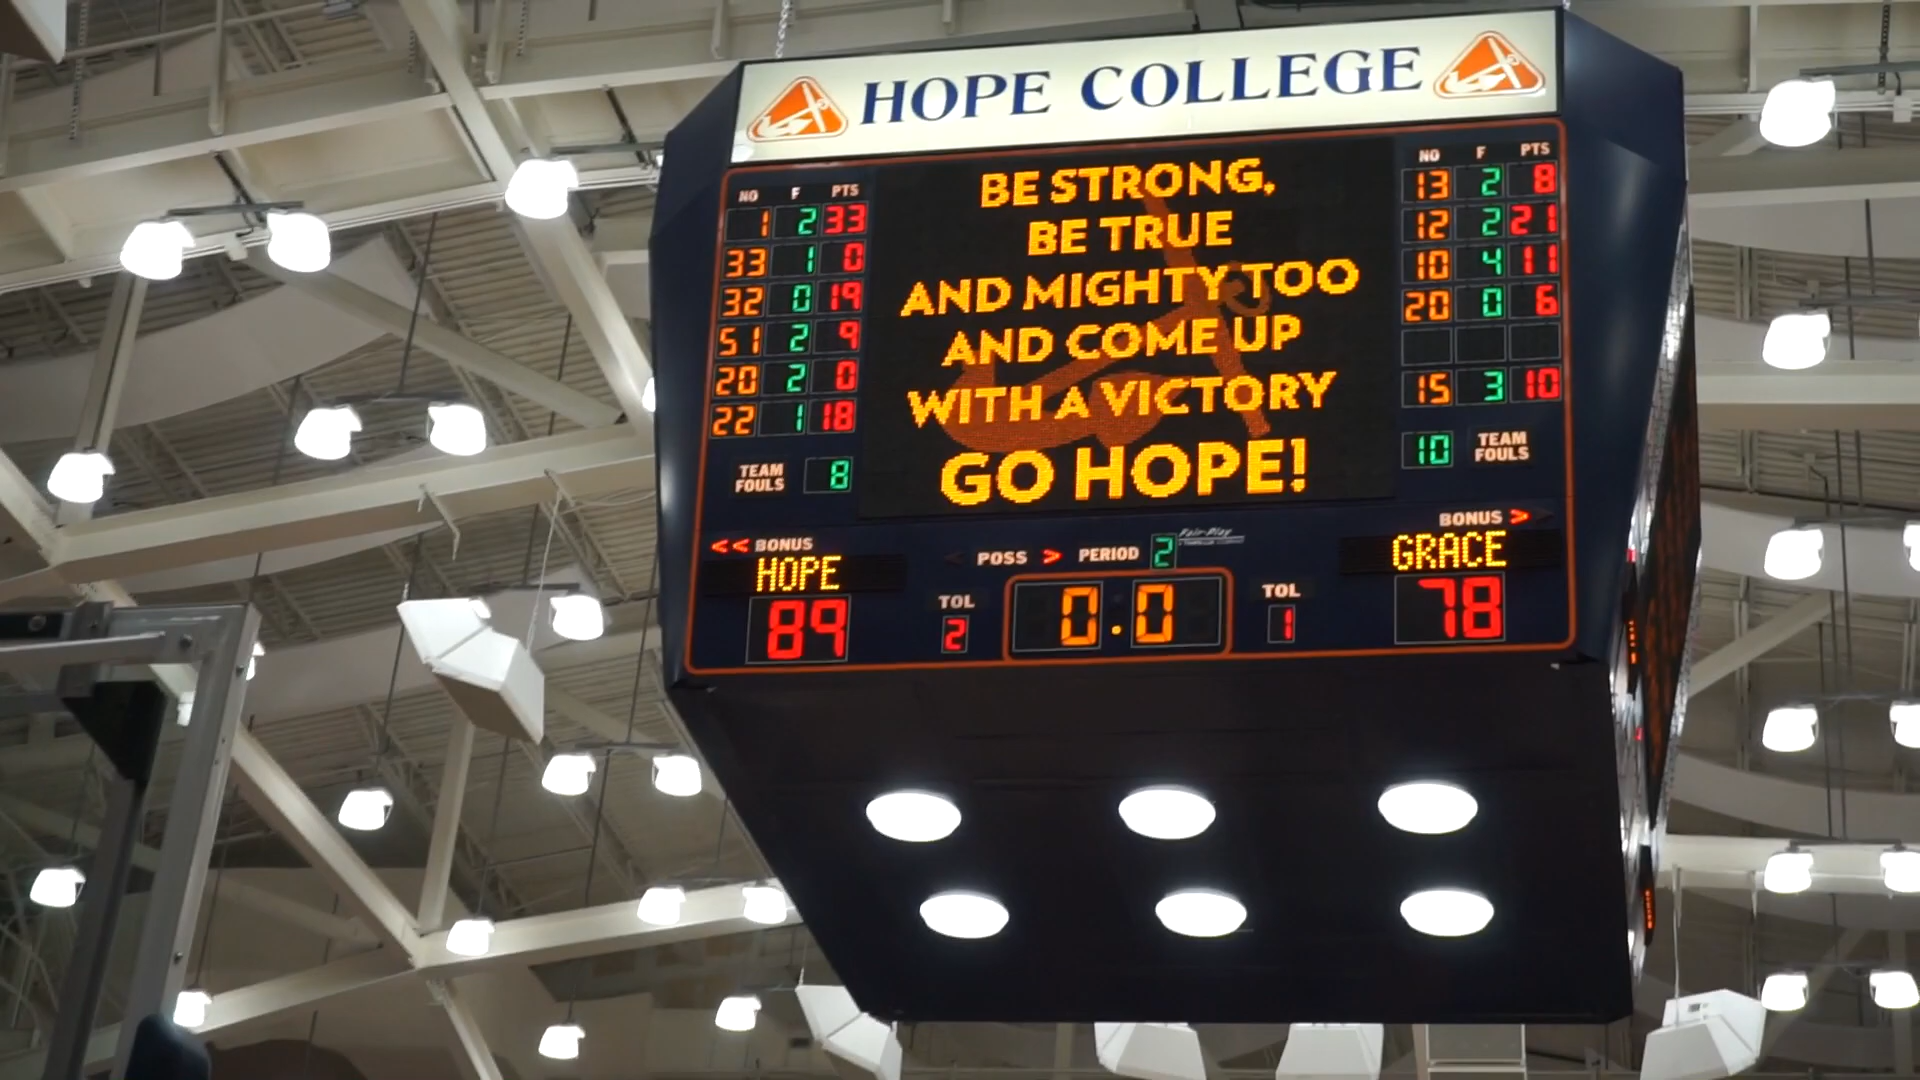 HOPE COLLEGE
NO F PTS
1 2 33
33 1 0
32 0 19
51 2 9
20 2 0
22 1 18
TEAM FOULS 8
BE STRONG,
BE TRUE
AND MIGHTY TOO
AND COME UP
WITH A VICTORY
GO HOPE!
NO F PTS
13 2 8
12 2 21
10 4 11
20 0 6
15 3 10
10 TEAM FOULS
<< BONUS
HOPE
89
POSS > PERIOD 2
Fair-Play
TOL
2
0.0
TOL
1
BONUS >
GRACE
78